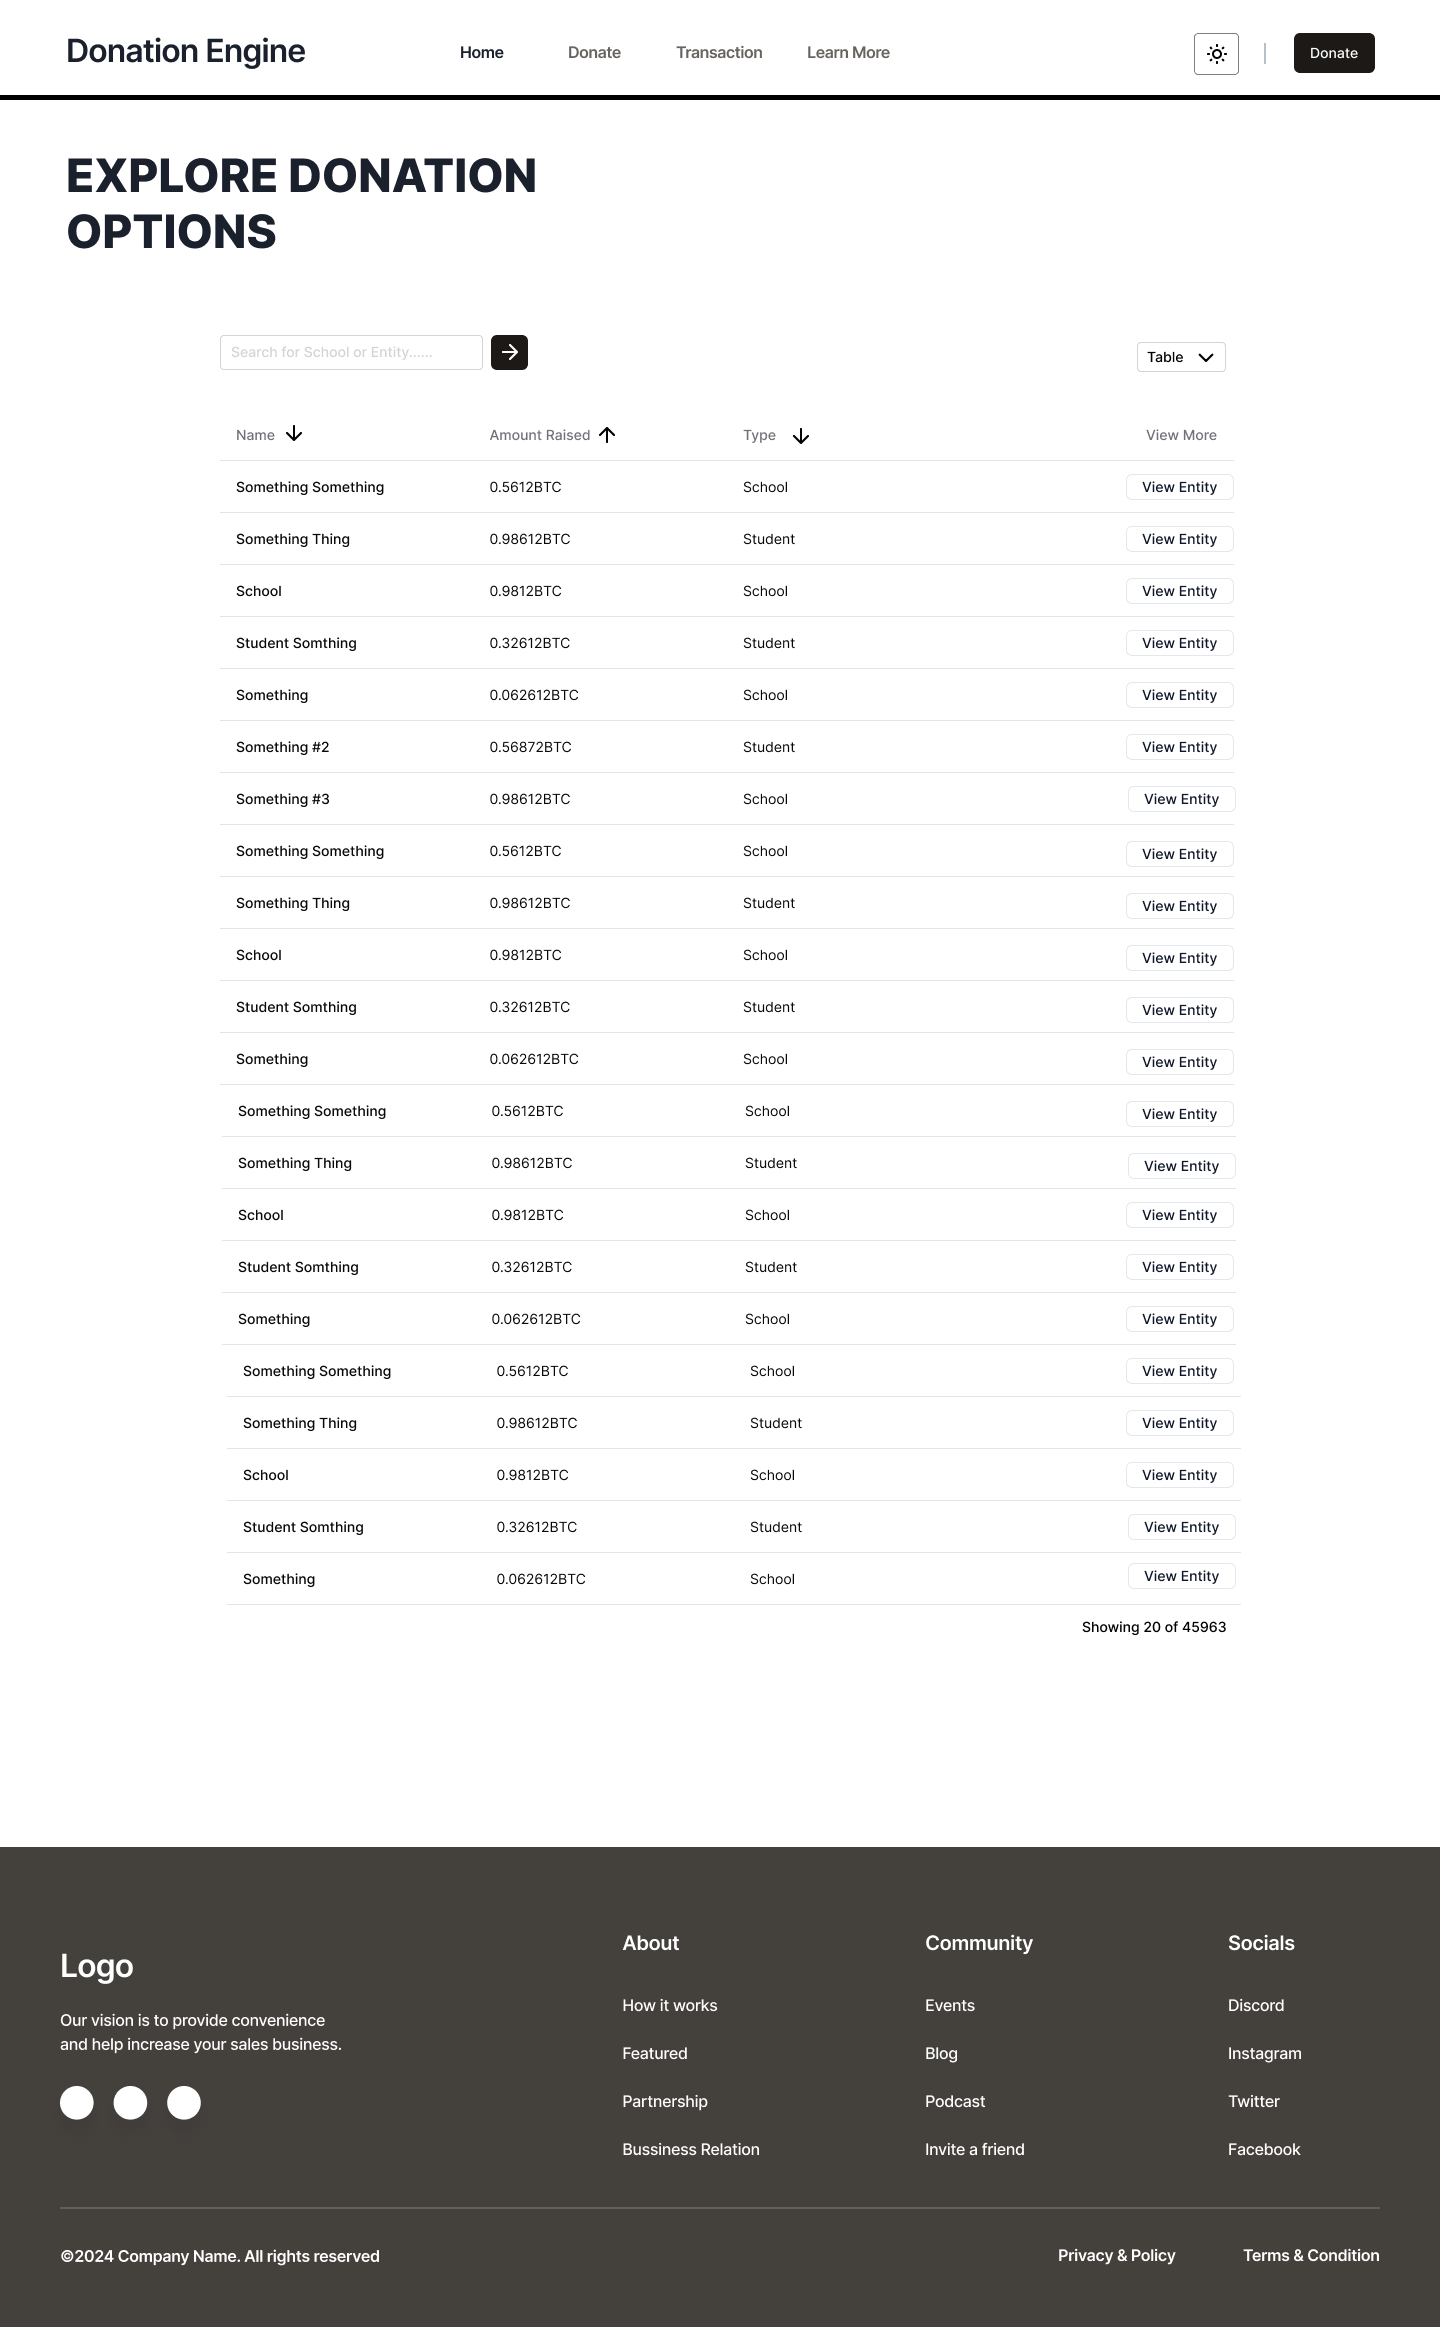 Donation Engine Home Donate Transaction Learn More Donate
EXPLORE DONATION
OPTIONS
Search for School or Entity...... Table
Name Amount Raised Type View More
Something Something 0.5612BTC School View Entity
Something Thing 0.98612BTC Student View Entity
School 0.9812BTC School View Entity
Student Somthing 0.32612BTC Student View Entity
Something 0.062612BTC School View Entity
Something #2 0.56872BTC Student View Entity
Something #3 0.98612BTC School View Entity
Something Something 0.5612BTC School View Entity
Something Thing 0.98612BTC Student View Entity
School 0.9812BTC School View Entity
Student Somthing 0.32612BTC Student View Entity
Something 0.062612BTC School View Entity
Something Something 0.5612BTC School View Entity
Something Thing 0.98612BTC Student View Entity
School 0.9812BTC School View Entity
Student Somthing 0.32612BTC Student View Entity
Something 0.062612BTC School View Entity
Something Something 0.5612BTC School View Entity
Something Thing 0.98612BTC Student View Entity
School 0.9812BTC School View Entity
Student Somthing 0.32612BTC Student View Entity
Something 0.062612BTC School View Entity
Showing 20 of 45963
Logo
Our vision is to provide convenience
and help increase your sales business.
About
How it works
Featured
Partnership
Bussiness Relation
Community
Events
Blog
Podcast
Invite a friend
Socials
Discord
Instagram
Twitter
Facebook
©2024 Company Name. All rights reserved Privacy & Policy Terms & Condition